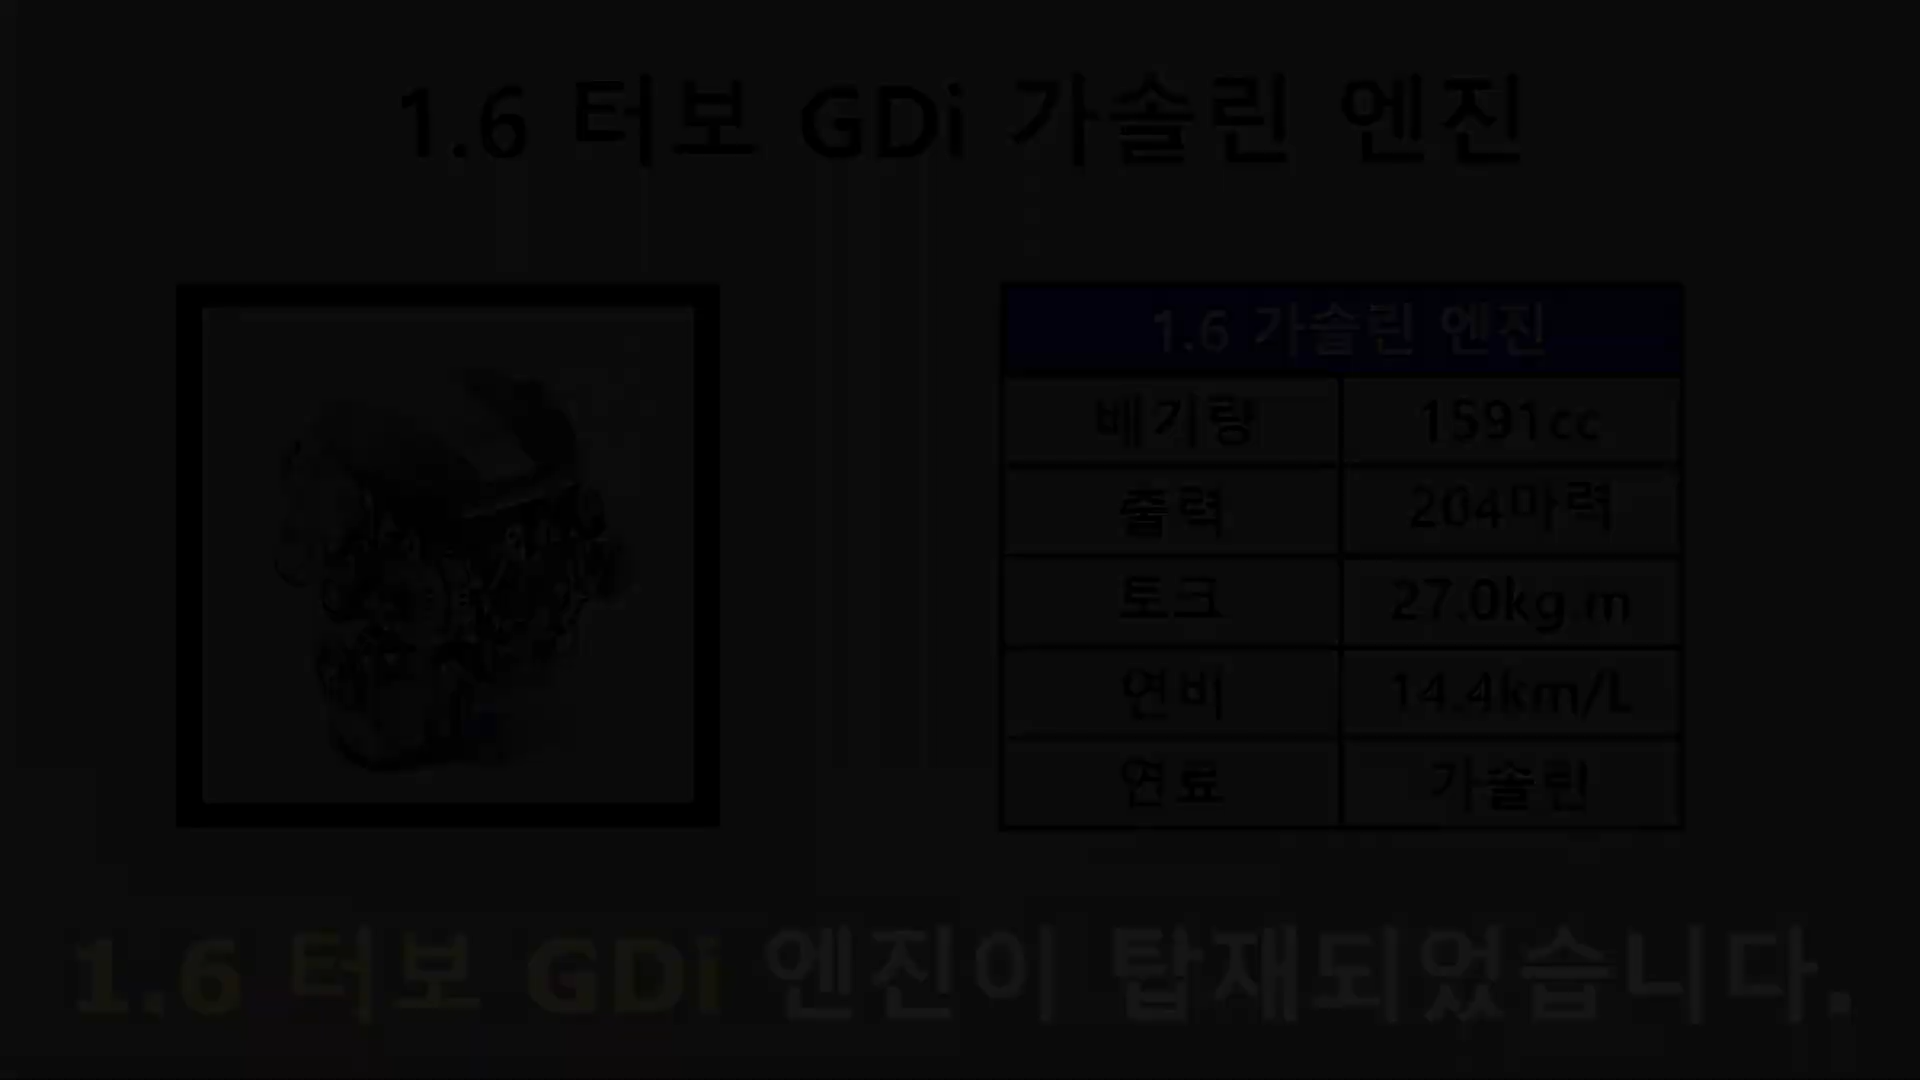 1.6 터보 GDi 가솔린 엔진
1.6 가솔린 엔진
배기량 1591cc
출력 204마력
토크 27.0kg.m
연비 14.4km/L
연료 가솔린
1.6 터보 GDi 엔진이 탑재되었습니다.